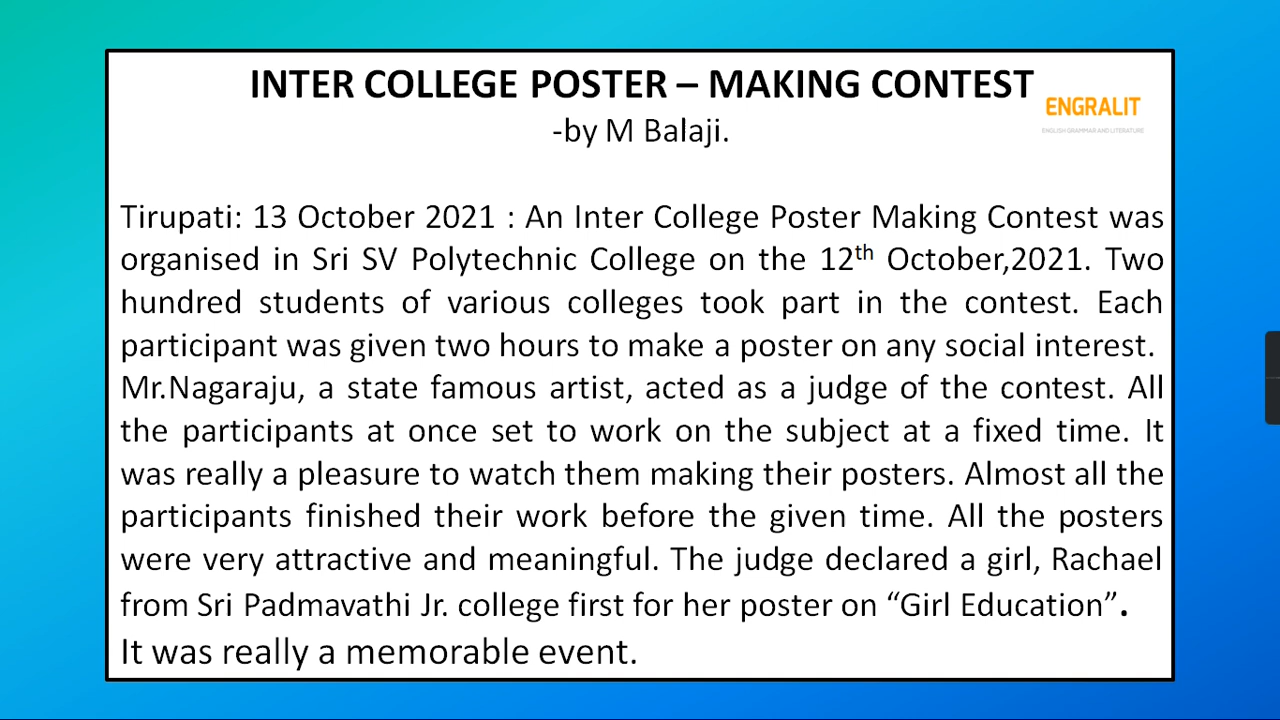 INTER COLLEGE POSTER – MAKING CONTEST
ENGRALIT
ENGLISH GRAMMAR AND LITERATURE
-by M Balaji.
Tirupati: 13 October 2021 : An Inter College Poster Making Contest was
organised in Sri SV Polytechnic College on the 12th October,2021. Two
hundred students of various colleges took part in the contest. Each
participant was given two hours to make a poster on any social interest.
Mr.Nagaraju, a state famous artist, acted as a judge of the contest. All
the participants at once set to work on the subject at a fixed time. It
was really a pleasure to watch them making their posters. Almost all the
participants finished their work before the given time. All the posters
were very attractive and meaningful. The judge declared a girl, Rachael
from Sri Padmavathi Jr. college first for her poster on “Girl Education”.
It was really a memorable event.